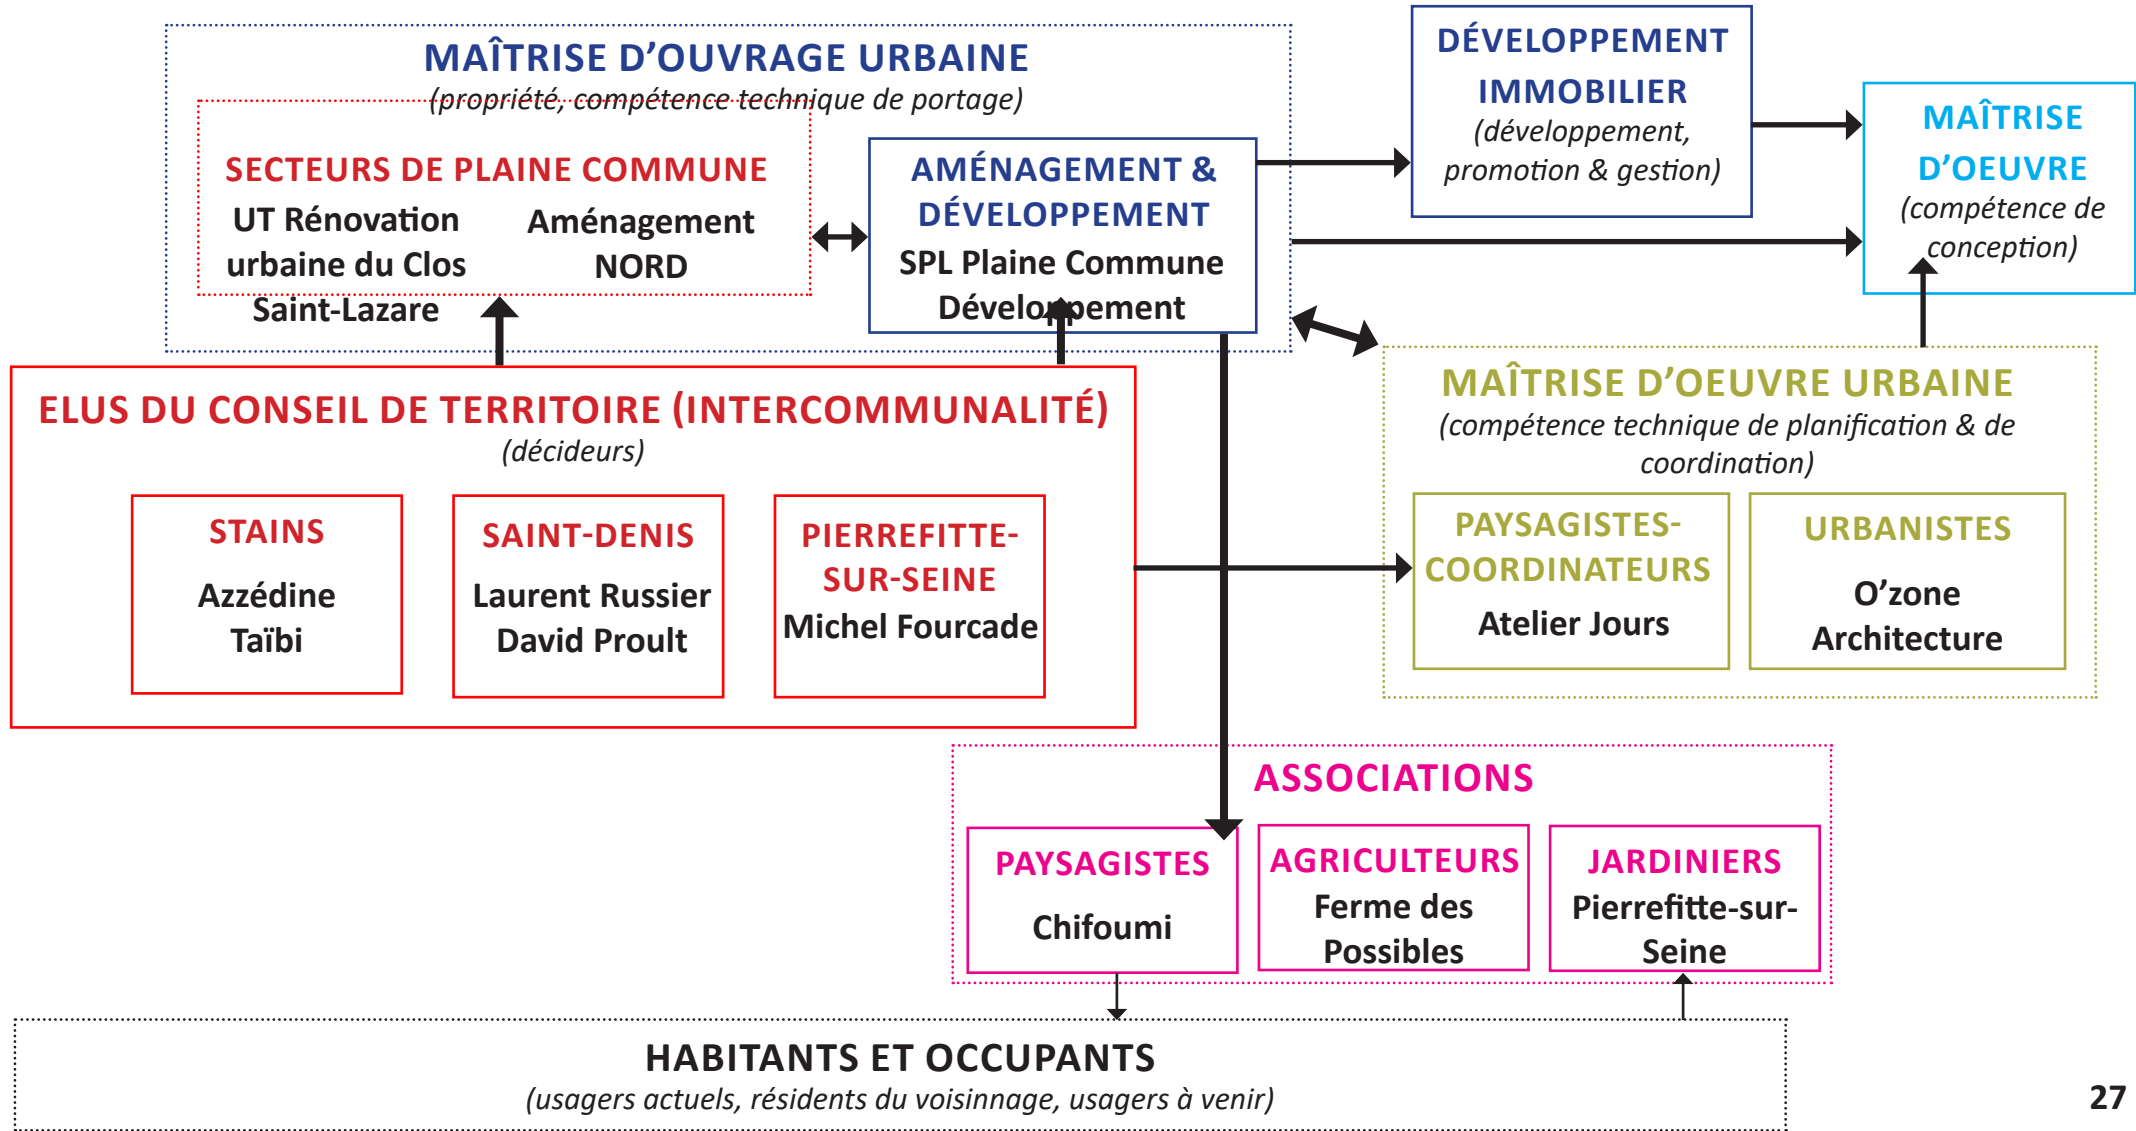 MAÎTRISE D'OUVRAGE URBAINE
(propriété, compétence technique de portage)
SECTEURS DE PLAINE COMMUNE
UT Rénovation
urbaine du Clos
Saint-Lazare
Aménagement
NORD
AMÉNAGEMENT &
DÉVELOPPEMENT
SPL Plaine Commune
Développement
DÉVELOPPEMENT
IMMOBILIER
(développement,
promotion & gestion)
MAÎTRISE
D'OEUVRE
(compétence de
conception)
ELUS DU CONSEIL DE TERRITOIRE (INTERCOMMUNALITÉ)
(décideurs)
STAINS
Azzédine
Taïbi
SAINT-DENIS
Laurent Russier
David Proult
PIERREFITTE-
SUR-SEINE
Michel Fourcade
MAÎTRISE D'OEUVRE URBAINE
(compétence technique de planification & de
coordination)
PAYSAGISTES-
COORDINATEURS
Atelier Jours
URBANISTES
O'zone
Architecture
ASSOCIATIONS
PAYSAGISTES
Chifoumi
AGRICULTEURS
Ferme des
Possibles
JARDINIERS
Pierrefitte-sur-
Seine
HABITANTS ET OCCUPANTS
(usagers actuels, résidents du voisinnage, usagers à venir)
27